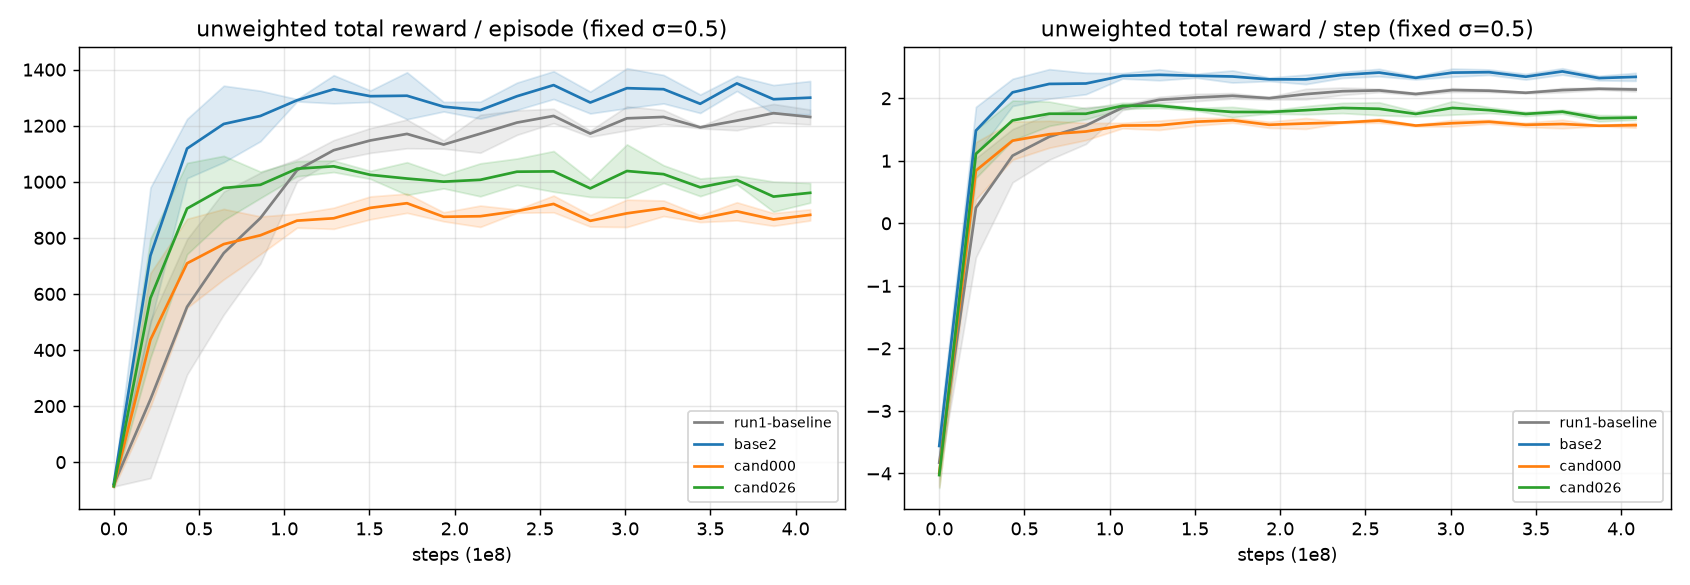 unweighted total reward / episode (fixed σ=0.5)
1400
1200
1000
800
600
400
200
0
0.0 0.5 1.0 1.5 2.0 2.5 3.0 3.5 4.0
steps (1e8)
run1-baseline
base2
cand000
cand026
unweighted total reward / step (fixed σ=0.5)
2
1
0
−1
−2
−3
−4
0.0 0.5 1.0 1.5 2.0 2.5 3.0 3.5 4.0
steps (1e8)
run1-baseline
base2
cand000
cand026